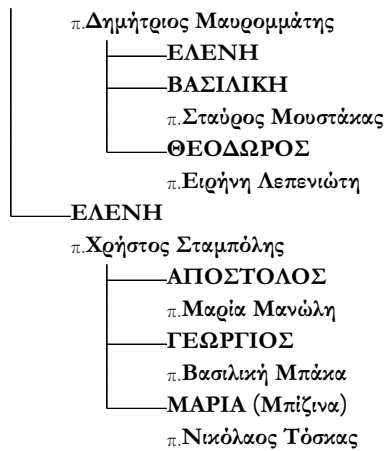 π.Δημήτριος Μαυρομμάτης
ΕΛΕΝΗ
ΒΑΣΙΛΙΚΗ
π.Σταύρος Μουστάκας
ΘΕΟΔΩΡΟΣ
π.Ειρήνη Λεπενιώτη
ΕΛΕΝΗ
π.Χρήστος Σταμπόλης
ΑΠΟΣΤΟΛΟΣ
π.Μαρία Μανώλη
ΓΕΩΡΓΙΟΣ
π.Βασιλική Μπάκα
ΜΑΡΙΑ (Μπίζινα)
π.Νικόλαος Τόσκας